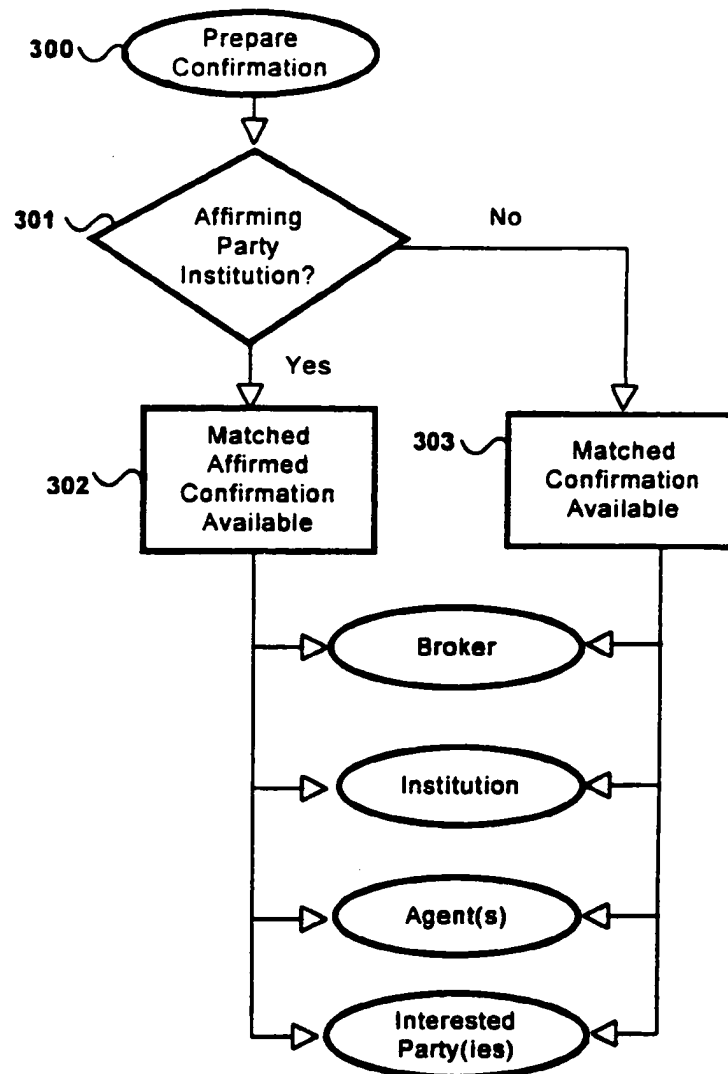 300
Prepare
Confirmation
301
Affirming
Party
Institution?
No
Yes
302
Matched
Affirmed
Confirmation
Available
303
Matched
Confirmation
Available
Broker
Institution
Agent(s)
Interested
Party(ies)